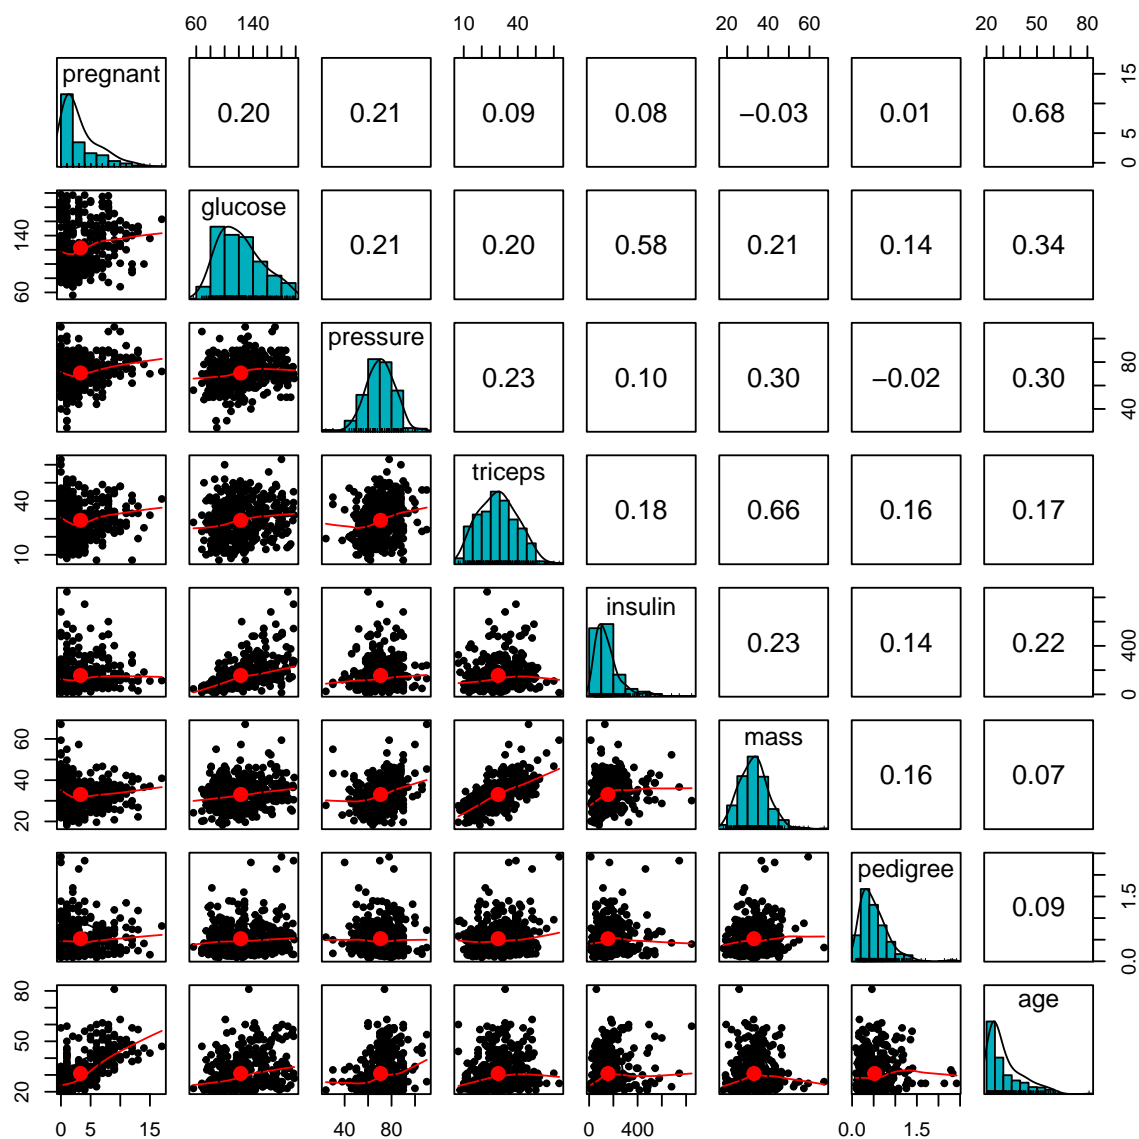 60 140 10 40 20 40 60 20 50 80
pregnant 0.20 0.21 0.09 0.08 −0.03 0.01 0.68 0 5 15
60 140 glucose 0.21 0.20 0.58 0.21 0.14 0.34
pressure 0.23 0.10 0.30 −0.02 0.30 40 80
10 40 triceps 0.18 0.66 0.16 0.17
insulin 0.23 0.14 0.22 0 400
20 40 60 mass 0.16 0.07
pedigree 0.09 0.0 1.5
20 50 80 age
0 5 15 40 80 0 400 0.0 1.5